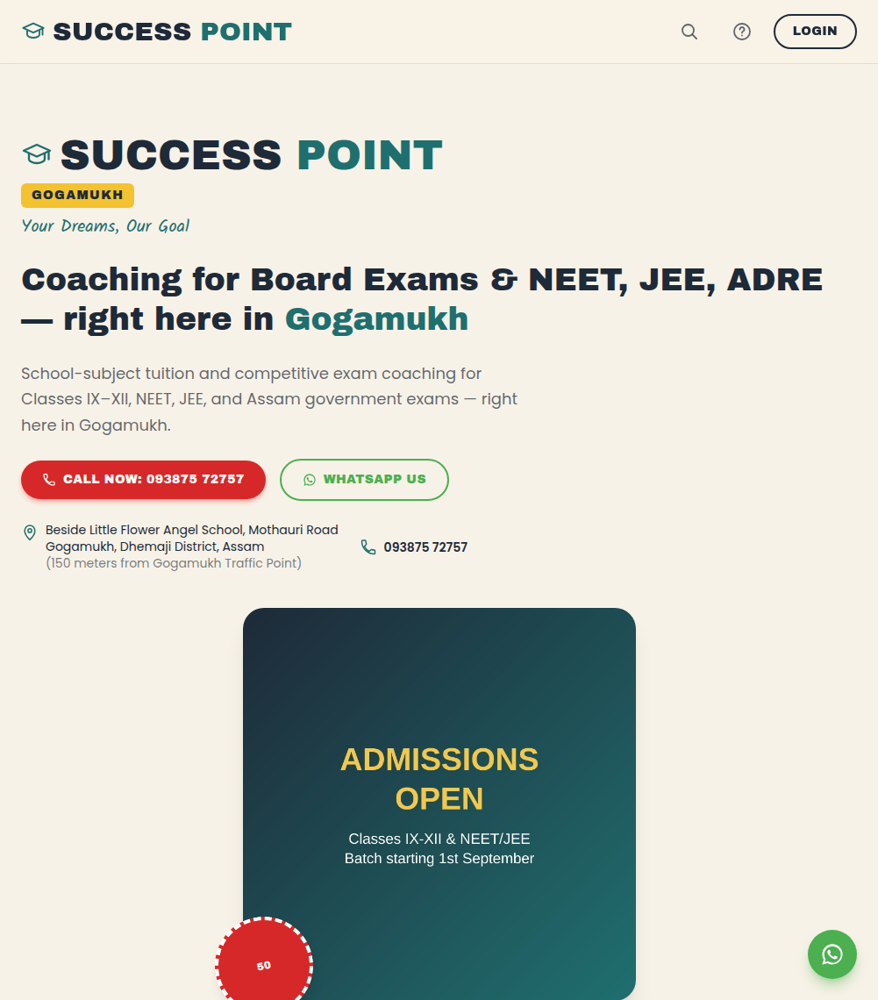 SUCCESS POINT
LOGIN
SUCCESS POINT
GOGAMUKH
Your Dreams, Our Goal
Coaching for Board Exams & NEET, JEE, ADRE
— right here in Gogamukh
School-subject tuition and competitive exam coaching for
Classes IX–XII, NEET, JEE, and Assam government exams — right
here in Gogamukh.
CALL NOW: 093875 72757
WHATSAPP US
Beside Little Flower Angel School, Mothauri Road
Gogamukh, Dhemaji District, Assam
(150 meters from Gogamukh Traffic Point)
093875 72757
ADMISSIONS
OPEN
Classes IX-XII & NEET/JEE
Batch starting 1st September
50